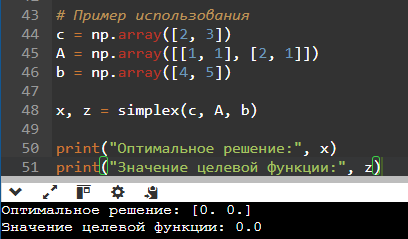 43 # Пример использования
44 c = np.array([2, 3])
45 A = np.array([[1, 1], [2, 1]])
46 b = np.array([4, 5])
47
48 x, z = simplex(c, A, b)
49
50 print("Оптимальное решение:", x)
51 print("Значение целевой функции:", z)
Оптимальное решение: [0. 0.]
Значение целевой функции: 0.0